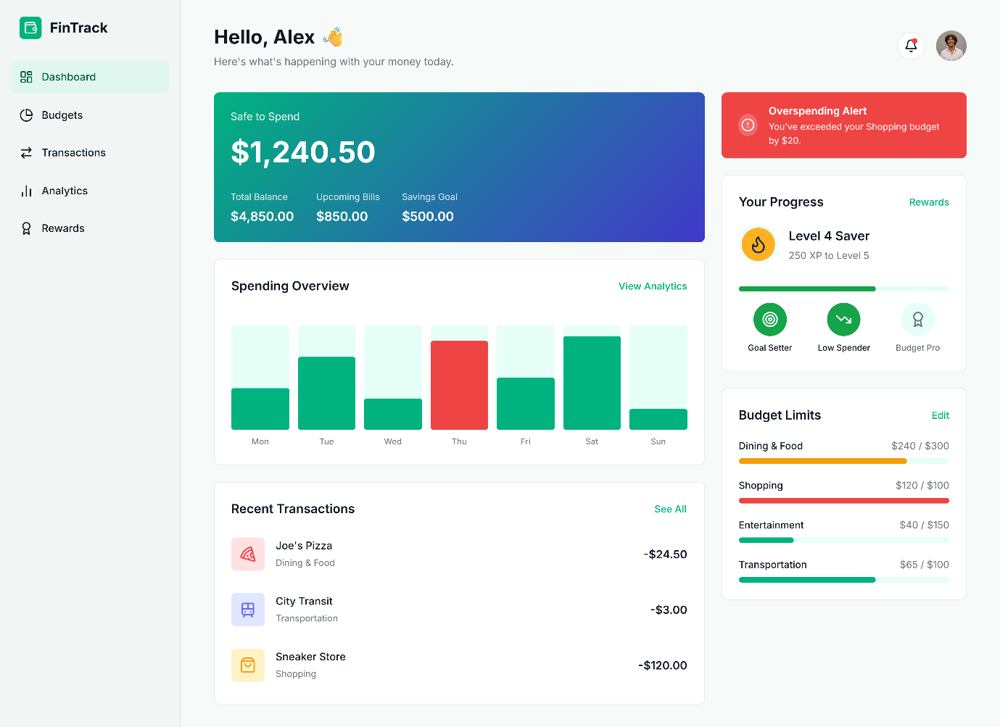 FinTrack
Dashboard
Budgets
Transactions
Analytics
Rewards
Hello, Alex 👋
Here's what's happening with your money today.
Safe to Spend
$1,240.50
Total Balance
$4,850.00
Upcoming Bills
$850.00
Savings Goal
$500.00
Spending Overview
View Analytics
Mon
Tue
Wed
Thu
Fri
Sat
Sun
Recent Transactions
See All
Joe's Pizza
Dining & Food
-$24.50
City Transit
Transportation
-$3.00
Sneaker Store
Shopping
-$120.00
Overspending Alert
You've exceeded your Shopping budget
by $20.
Your Progress
Rewards
Level 4 Saver
250 XP to Level 5
Goal Setter
Low Spender
Budget Pro
Budget Limits
Edit
Dining & Food
$240 / $300
Shopping
$120 / $100
Entertainment
$40 / $150
Transportation
$65 / $100